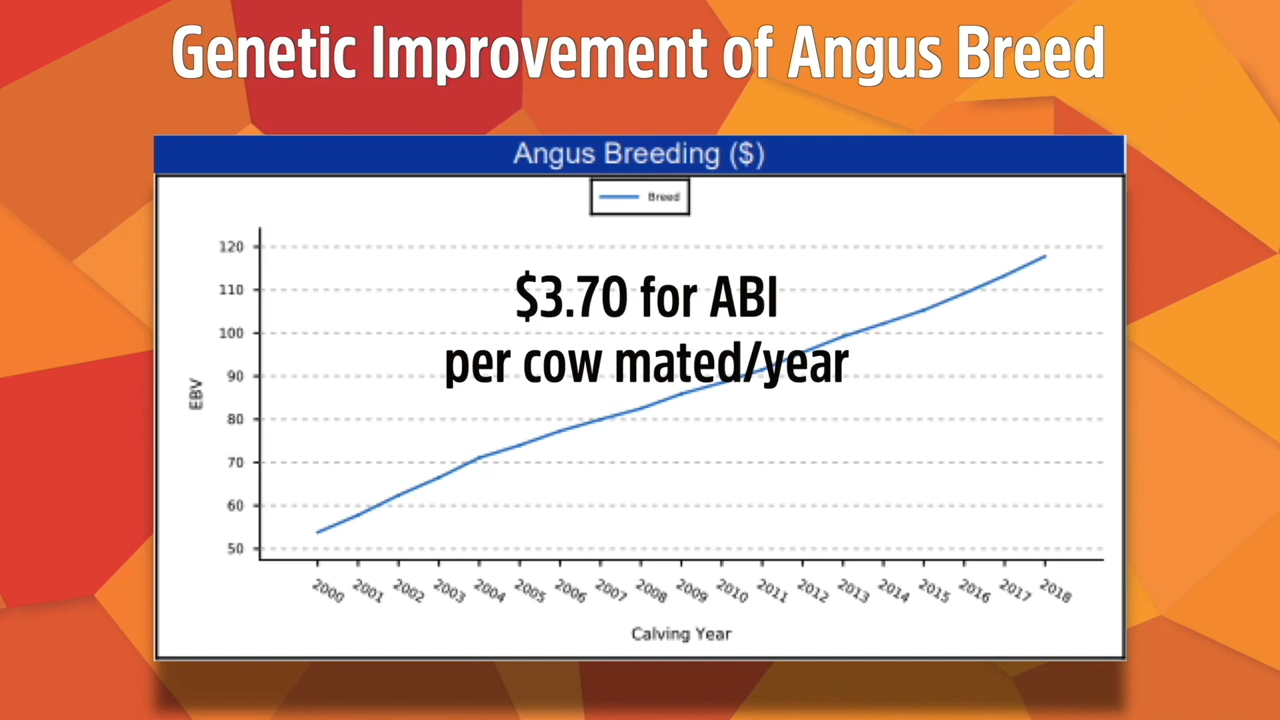 Genetic Improvement of Angus Breed
Angus Breeding ($)
Breed
120
110
100
90
80
70
60
50
EBV
$3.70 for ABI
per cow mated/year
2000 2001 2002 2003 2004 2005 2006 2007 2008 2009 2010 2011 2012 2013 2014 2015 2016 2017 2018
Calving Year